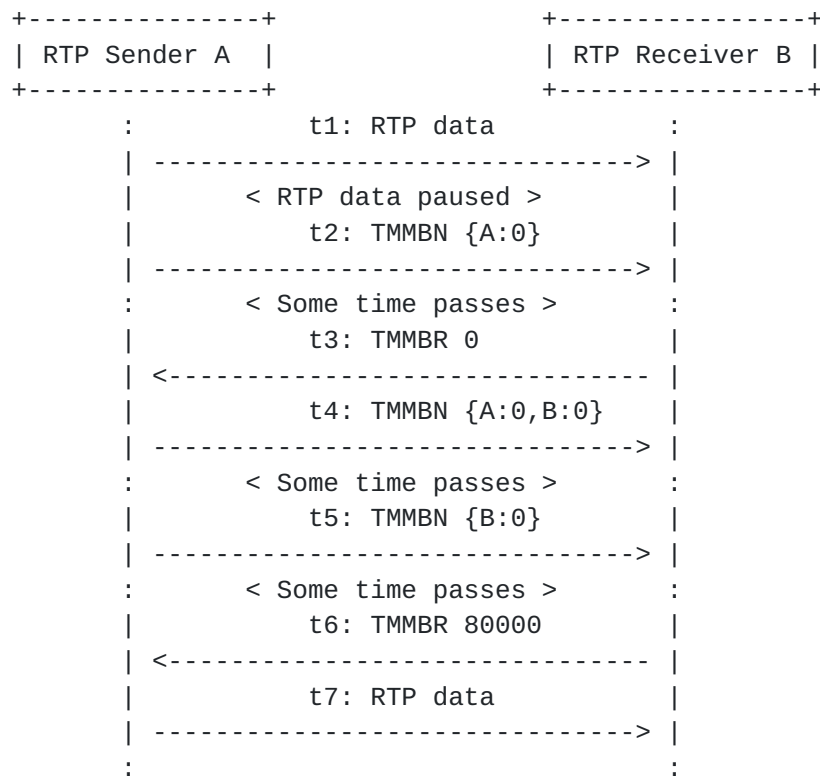 +---------------+                 +----------------+
| RTP Sender A  |                 | RTP Receiver B |
+---------------+                 +----------------+
       :           t1: RTP data           :
       | -------------------------------> |
       |       < RTP data paused >        |
       |           t2: TMMBN {A:0}        |
       | -------------------------------> |
       :       < Some time passes >       :
       |           t3: TMMBR 0            |
       | <------------------------------- |
       |           t4: TMMBN {A:0,B:0}    |
       | -------------------------------> |
       :       < Some time passes >       :
       |           t5: TMMBN {B:0}        |
       | -------------------------------> |
       :       < Some time passes >       :
       |           t6: TMMBR 80000        |
       | <------------------------------- |
       |           t7: RTP data           |
       | -------------------------------> |
       :                                  :